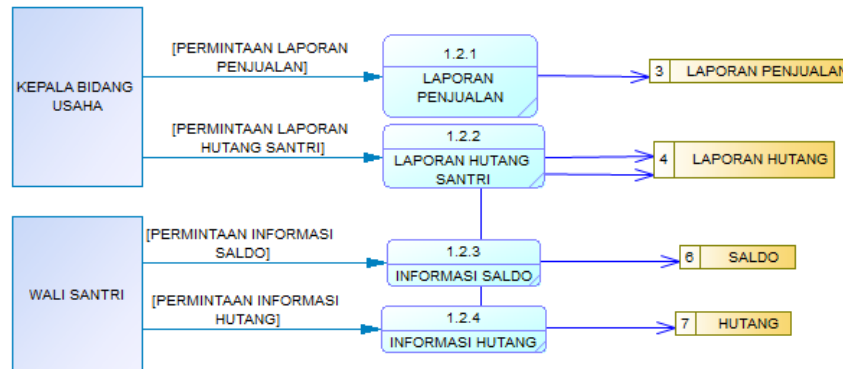 KEPALA BIDANG
USAHA
[PERMINTAAN LAPORAN
PENJUALAN]
1.2.1
LAPORAN
PENJUALAN
3 LAPORAN PENJUALAN
[PERMINTAAN LAPORAN
HUTANG SANTRI]
1.2.2
LAPORAN HUTANG
SANTRI
4 LAPORAN HUTANG
WALI SANTRI
[PERMINTAAN INFORMASI
SALDO]
1.2.3
INFORMASI SALDO
6 SALDO
[PERMINTAAN INFORMASI
HUTANG]
1.2.4
INFORMASI HUTANG
7 HUTANG